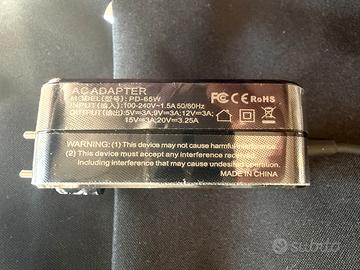 AC ADAPTER
MODEL(型号): PD-65W
INPUT(输入): 100-240V~1.5A 50/60Hz
OUTPUT(输出): 5V⎓3A; 9V⎓3A; 12V⎓3A;
15V⎓3A; 20V⎓3.25A
FC CE RoHS
WARNING: (1) This device may not cause harmful interference.
(2) This device must accept any interference received,
Including interference that may cause undesired operation.
MADE IN CHINA
subito